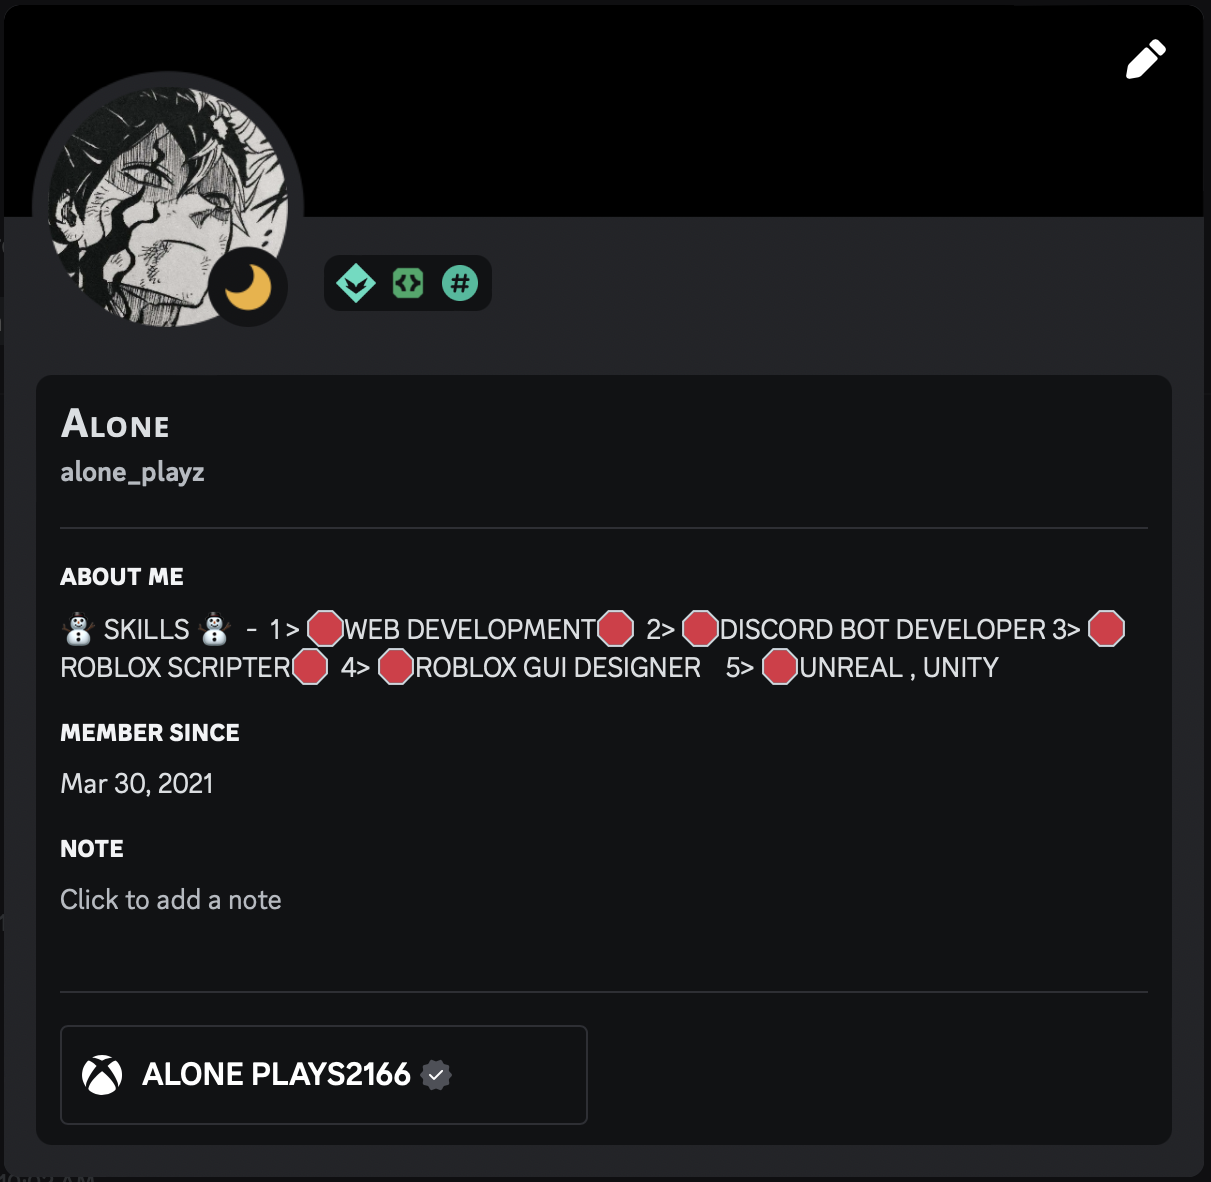 #
Alone
alone_playz
ABOUT ME
⛄ SKILLS ⛄ - 1 > 🛑WEB DEVELOPMENT🛑 2> 🛑DISCORD BOT DEVELOPER 3> 🛑
ROBLOX SCRIPTER🛑 4> 🛑ROBLOX GUI DESIGNER 5> 🛑UNREAL , UNITY
MEMBER SINCE
Mar 30, 2021
NOTE
Click to add a note
ALONE PLAYS2166